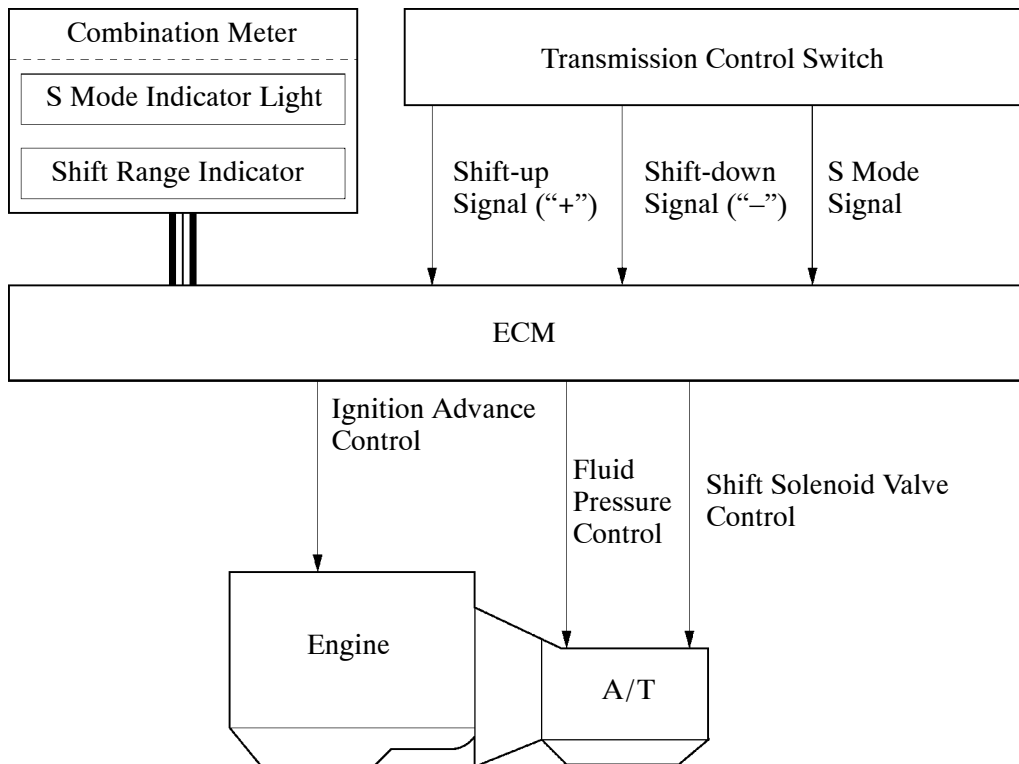 Combination Meter
S Mode Indicator Light
Shift Range Indicator
Transmission Control Switch
Shift-up
Signal (“+”)
Shift-down
Signal (“–”)
S Mode
Signal
ECM
Ignition Advance
Control
Fluid
Pressure
Control
Shift Solenoid Valve
Control
Engine
A/T